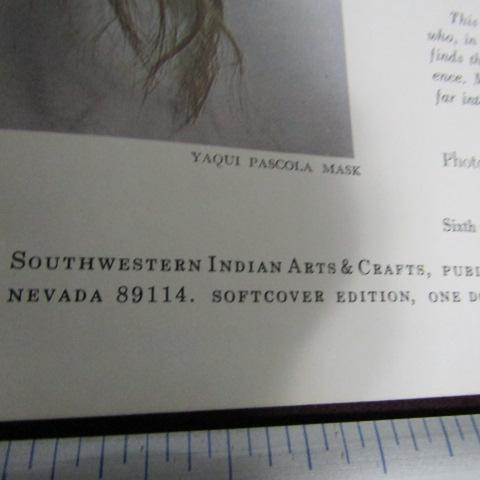 This
who, in
finds th
ence. M
far int
YAQUI PASCOLA MASK
Photo
Sixth
SOUTHWESTERN INDIAN ARTS & CRAFTS, PUBL
NEVADA 89114. SOFTCOVER EDITION, ONE DO